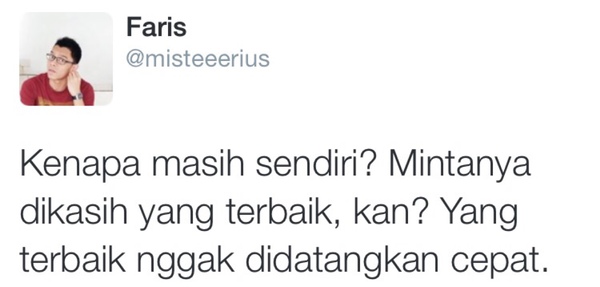 Faris
@misteeerius
Kenapa masih sendiri? Mintanya
dikasih yang terbaik, kan? Yang
terbaik nggak didatangkan cepat.